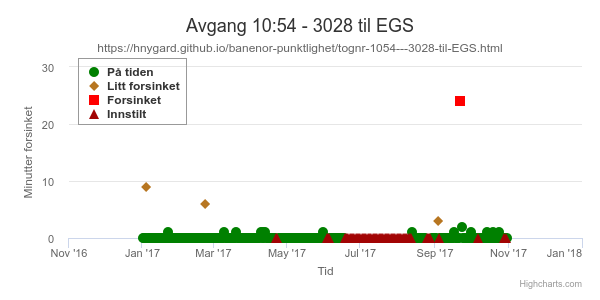 Avgang 10:54 - 3028 til EGS
https://hnygard.github.io/banenor-punktlighet/tognr-1054---3028-til-EGS.html
På tiden
Litt forsinket
Forsinket
Innstilt
Minutter forsinket
30
20
10
0
Nov '16 Jan '17 Mar '17 May '17 Jul '17 Sep '17 Nov '17 Jan '18
Tid
Highcharts.com